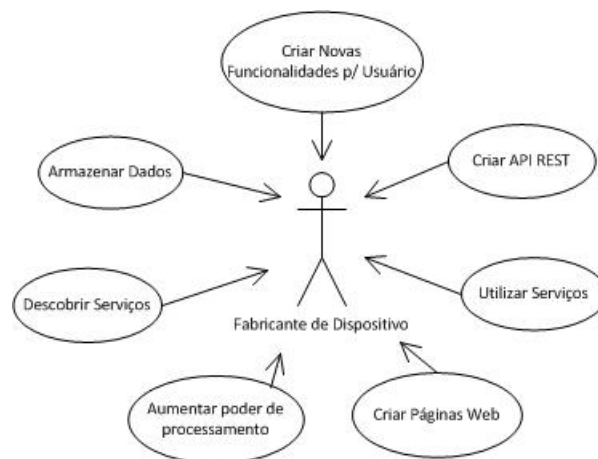 Criar Novas
Funcionalidades p/ Usuário
Armazenar Dados
Criar API REST
Descobrir Serviços
Utilizar Serviços
Fabricante de Dispositivo
Aumentar poder de
processamento
Criar Páginas Web